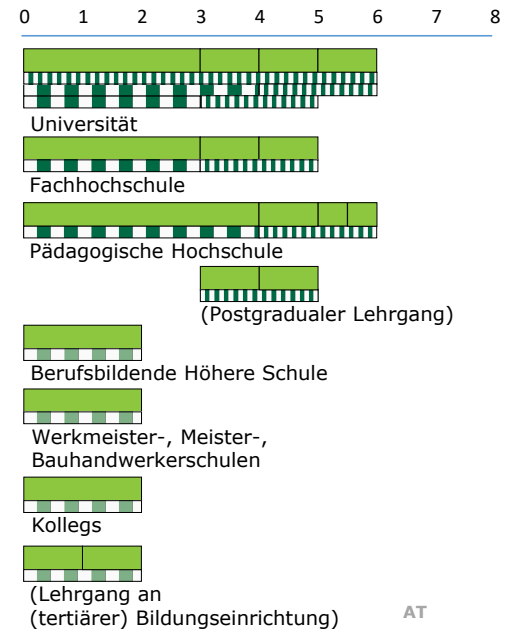 0 1 2 3 4 5 6 7 8
Universität
Fachhochschule
Pädagogische Hochschule
(Postgradualer Lehrgang)
Berufsbildende Höhere Schule
Werkmeister-, Meister-,
Bauhandwerkerschulen
Kollegs
(Lehrgang an
(tertiärer) Bildungseinrichtung)
AT